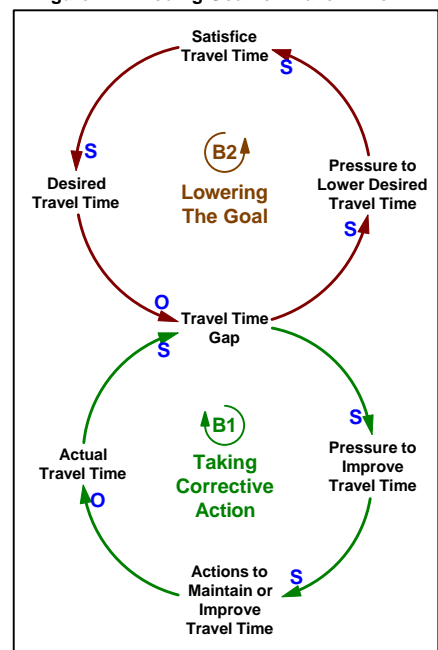 Satisfice
Travel Time
S
S
B2
Desired
Travel Time
Lowering
The Goal
Pressure to
Lower Desired
Travel Time
S
O
Travel Time
Gap
S
B1
S
Actual
Travel Time
Taking
Corrective
Action
Pressure to
Improve
Travel Time
O
S
Actions to
Maintain or
Improve
Travel Time